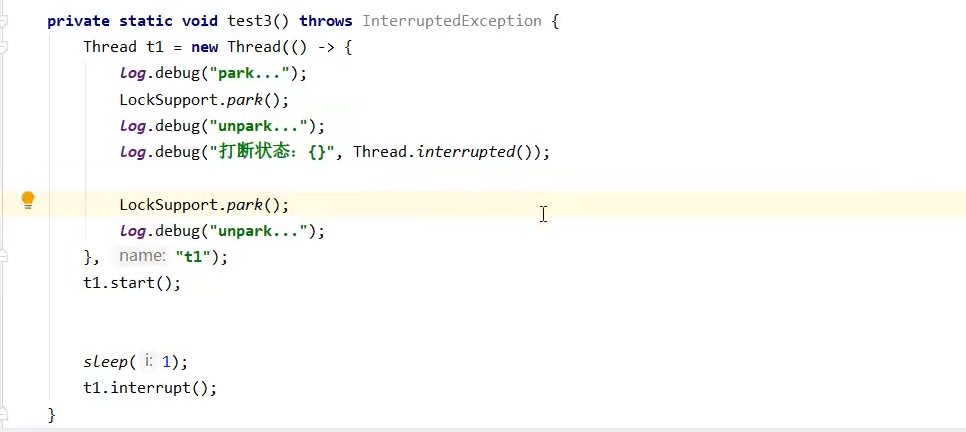 private static void test3() throws InterruptedException {
Thread t1 = new Thread(() -> {
log.debug("park...");
LockSupport.park();
log.debug("unpark...");
log.debug("打断状态：{}", Thread.interrupted());
LockSupport.park();
log.debug("unpark...");
}, name: "t1");
t1.start();
sleep( i: 1);
t1.interrupt();
}